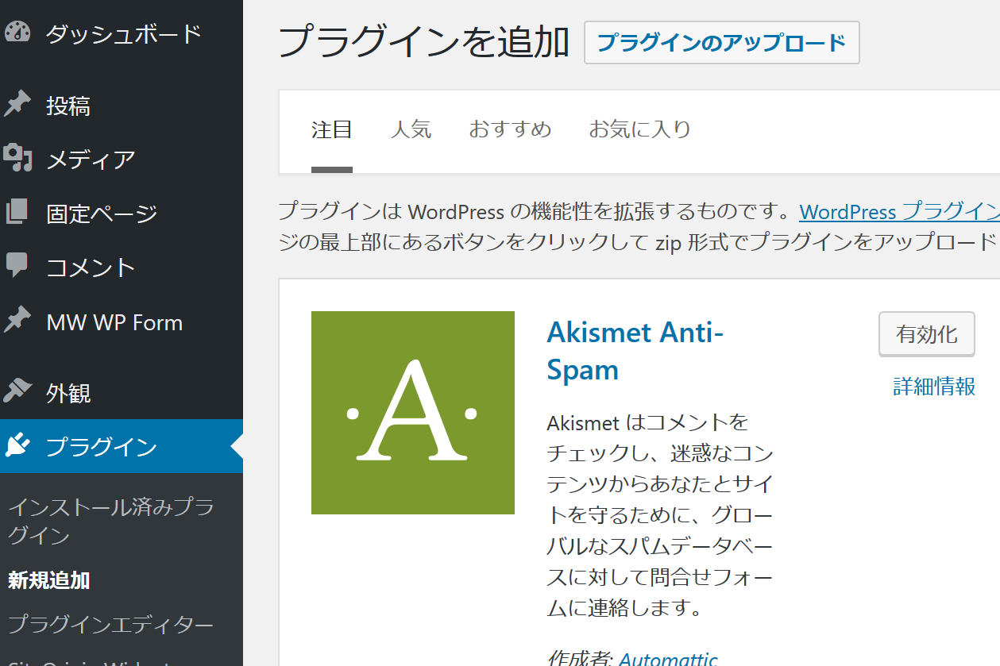 ダッシュボード
投稿
メディア
固定ページ
コメント
MW WP Form
外観
プラグイン
インストール済みプラ
グイン
新規追加
プラグインエディター
プラグインを追加
プラグインのアップロード
注目 人気 おすすめ お気に入り
プラグインは WordPress の機能性を拡張するものです。WordPress プラグイン
ジの最上部にあるボタンをクリックして zip 形式でプラグインをアップロード
A
Akismet Anti-
Spam
有効化
詳細情報
Akismet はコメントを
チェックし、迷惑なコン
テンツからあなたとサイ
トを守るために、グロー
バルなスパムデータベー
スに対して問合せフォー
ムに連絡します。
作成者: Automattic